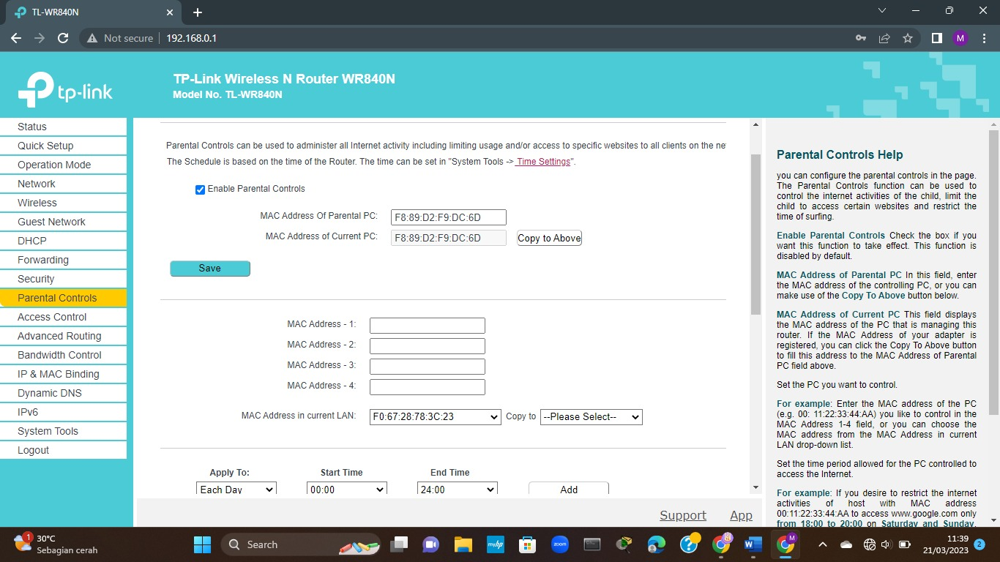 TL-WR840N
Not secure
192.168.0.1
M
tp-link
TP-Link Wireless N Router WR840N
Model No. TL-WR840N
Status
Quick Setup
Operation Mode
Network
Wireless
Guest Network
DHCP
Forwarding
Security
Parental Controls
Access Control
Advanced Routing
Bandwidth Control
IP & MAC Binding
Dynamic DNS
IPv6
System Tools
Logout
Parental Controls can be used to administer all Internet activity including limiting usage and/or access to specific websites to all clients on the ne
The Schedule is based on the time of the Router. The time can be set in "System Tools -> Time Settings".
Enable Parental Controls
MAC Address Of Parental PC: F8:89:D2:F9:DC:6D
MAC Address of Current PC: F8:89:D2:F9:DC:6D Copy to Above
Save
MAC Address - 1:
MAC Address - 2:
MAC Address - 3:
MAC Address - 4:
MAC Address in current LAN: F0:67:28:78:3C:23 Copy to --Please Select--
Apply To: Start Time End Time
Each Day 00:00 24:00 Add
Support App
Parental Controls Help
you can configure the parental controls in the page.
The Parental Controls function can be used to
control the internet activities of the child, limit the
child to access certain websites and restrict the
time of surfing.
Enable Parental Controls Check the box if you
want this function to take effect. This function is
disabled by default.
MAC Address of Parental PC In this field, enter
the MAC address of the controlling PC, or you can
make use of the Copy To Above button below.
MAC Address of Current PC This field displays
the MAC address of the PC that is managing this
router. If the MAC Address of your adapter is
registered, you can click the Copy To Above button
to fill this address to the MAC Address of Parental
PC field above.
Set the PC you want to control.
For example: Enter the MAC address of the PC
(e.g. 00: 11:22:33:44:AA) you like to control in the
MAC Address 1-4 field, or you can choose the
MAC address from the MAC Address in current
LAN drop-down list.
Set the time period allowed for the PC controlled to
access the Internet.
For example: If you desire to restrict the internet
activities of host with MAC address
00:11:22:33:44:AA to access www.google.com only
from 18:00 to 20:00 on Saturday and Sunday,
1
30°C
Sebagian cerah
Search
myhp
zoom
W
M
11:39
21/03/2023
2